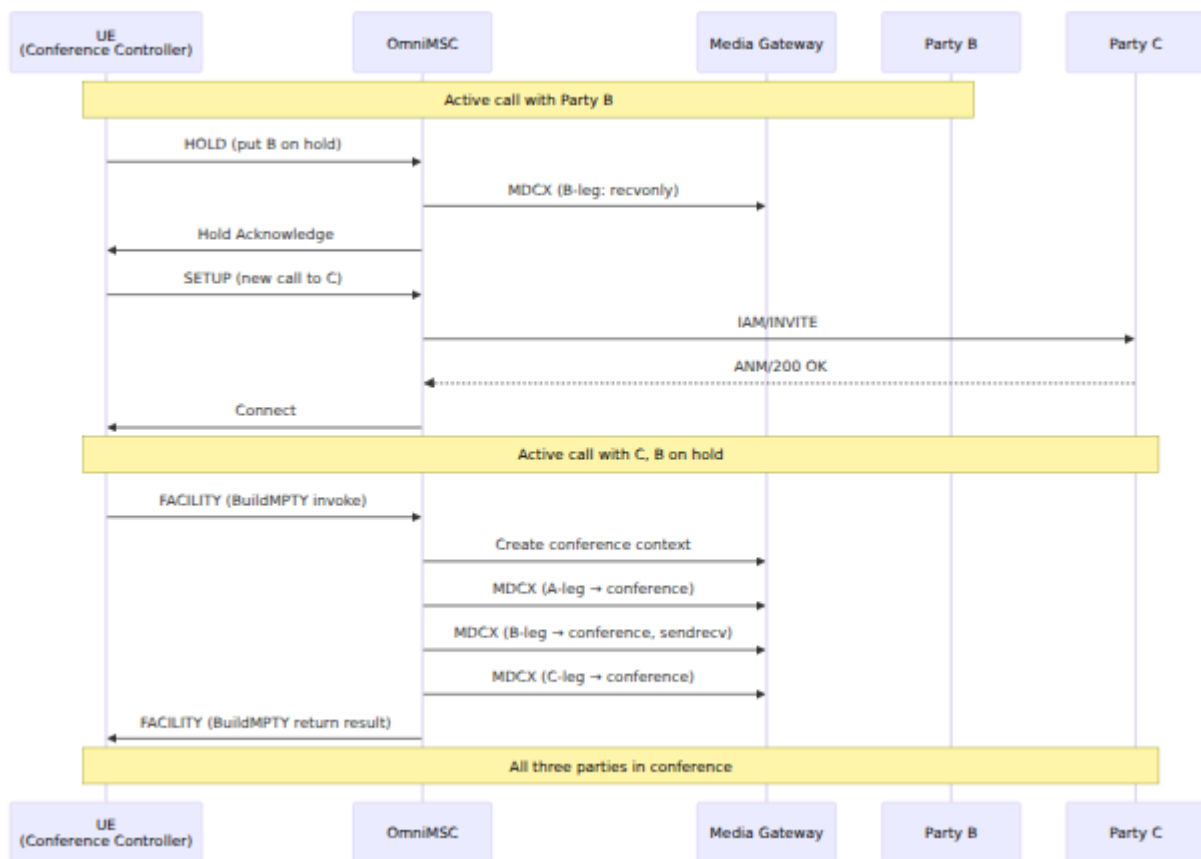 UE
(Conference Controller)
OmniMSC
Media Gateway
Party B
Party C
Active call with Party B
HOLD (put B on hold)
MDCX (B-leg: recvonly)
Hold Acknowledge
SETUP (new call to C)
IAM/INVITE
ANM/200 OK
Connect
Active call with C, B on hold
FACILITY (BuildMPTY invoke)
Create conference context
MDCX (A-leg → conference)
MDCX (B-leg → conference, sendrecv)
MDCX (C-leg → conference)
FACILITY (BuildMPTY return result)
All three parties in conference
UE
(Conference Controller)
OmniMSC
Media Gateway
Party B
Party C